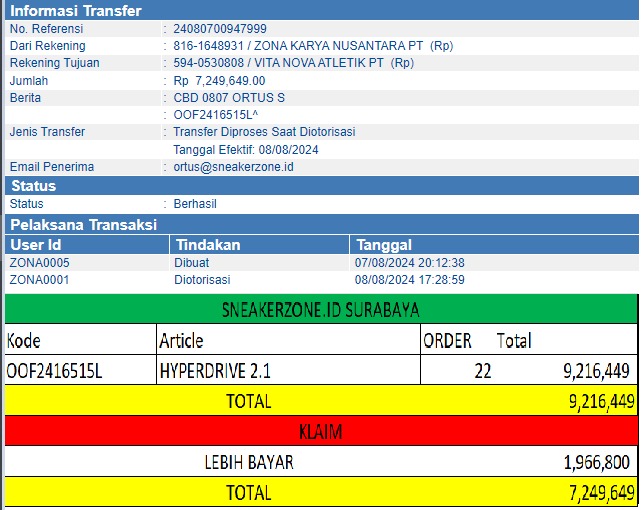 Informasi Transfer
No. Referensi : 24080700947999
Dari Rekening : 816-1648931 / ZONA KARYA NUSANTARA PT (Rp)
Rekening Tujuan : 594-0530808 / VITA NOVA ATLETIK PT (Rp)
Jumlah : Rp 7,249,649.00
Berita : CBD 0807 ORTUS S
: OOF2416515L^
Jenis Transfer : Transfer Diproses Saat Diotorisasi
Tanggal Efektif: 08/08/2024
Email Penerima : ortus@sneakerzone.id
Status
Status : Berhasil
Pelaksana Transaksi
User Id Tindakan Tanggal
ZONA0005 Dibuat 07/08/2024 20:12:38
ZONA0001 Diotorisasi 08/08/2024 17:28:59
SNEAKERZONE.ID SURABAYA
Kode Article ORDER Total
OOF2416515L HYPERDRIVE 2.1 22 9,216,449
TOTAL 9,216,449
KLAIM
LEBIH BAYAR 1,966,800
TOTAL 7,249,649